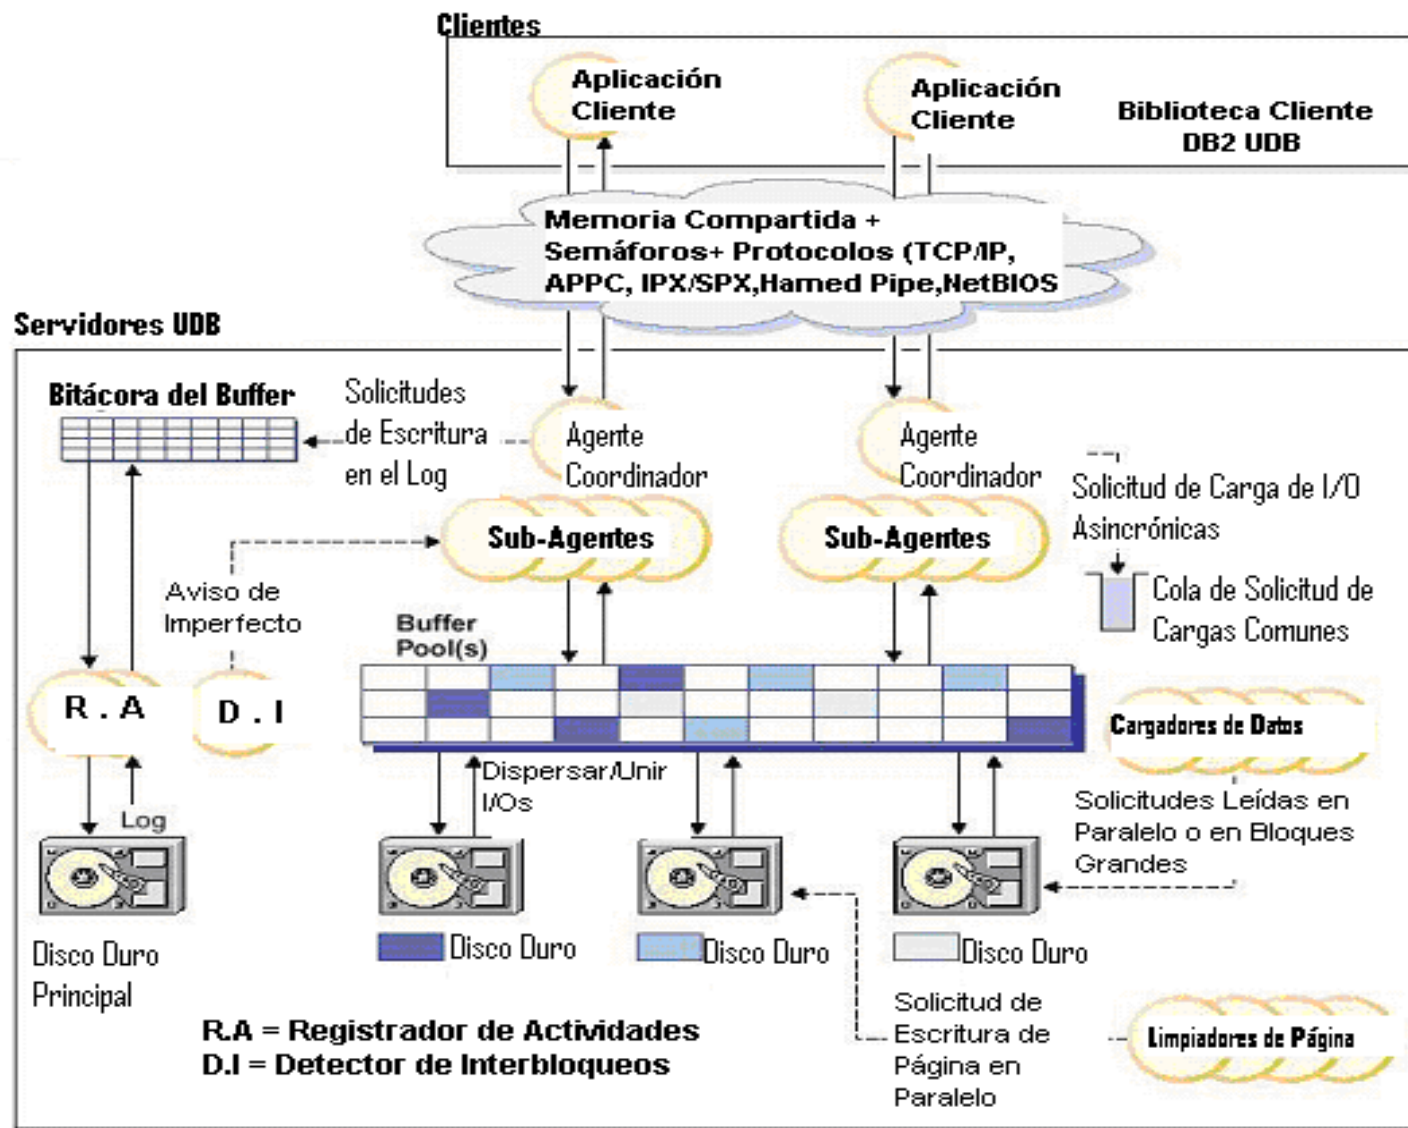 Clientes
Aplicación
Cliente
Aplicación
Cliente
Biblioteca Cliente
DB2 UDB
Memoria Compartida +
Semáforos+ Protocolos (TCP/IP,
APPC, IPX/SPX,Hamed Pipe,NetBIOS
Servidores UDB
Bitácora del Buffer
Solicitudes
de Escritura
en el Log
Agente
Coordinador
Agente
Coordinador
Solicitud de Carga de I/O
Asincrónicas
Sub-Agentes
Sub-Agentes
Cola de Solicitud de
Cargas Comunes
Aviso de
Imperfecto
Buffer
Pool(s)
R . A
D . I
Cargadores de Datos
Dispersar/Unir
I/Os
Log
Solicitudes Leídas en
Paralelo o en Bloques
Grandes
Disco Duro
Principal
Disco Duro
Disco Duro
Disco Duro
Solicitud de
Escritura de
Página en
Paralelo
Limpiadores de Página
R.A = Registrador de Actividades
D.I = Detector de Interbloqueos